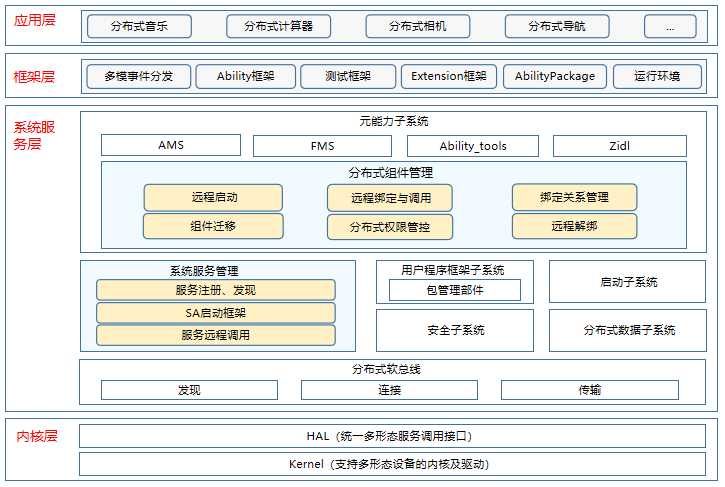 应用层
分布式音乐
分布式计算器
分布式相机
分布式导航
...
框架层
多模事件分发
Ability框架
测试框架
Extension框架
AbilityPackage
运行环境
系统服
务层
元能力子系统
AMS
FMS
Ability_tools
Zidl
分布式组件管理
远程启动
远程绑定与调用
绑定关系管理
组件迁移
分布式权限管控
远程解绑
系统服务管理
服务注册、发现
SA启动框架
服务远程调用
用户程序框架子系统
包管理部件
启动子系统
安全子系统
分布式数据子系统
分布式软总线
发现
连接
传输
内核层
HAL（统一多形态服务调用接口）
Kernel（支持多形态设备的内核及驱动）